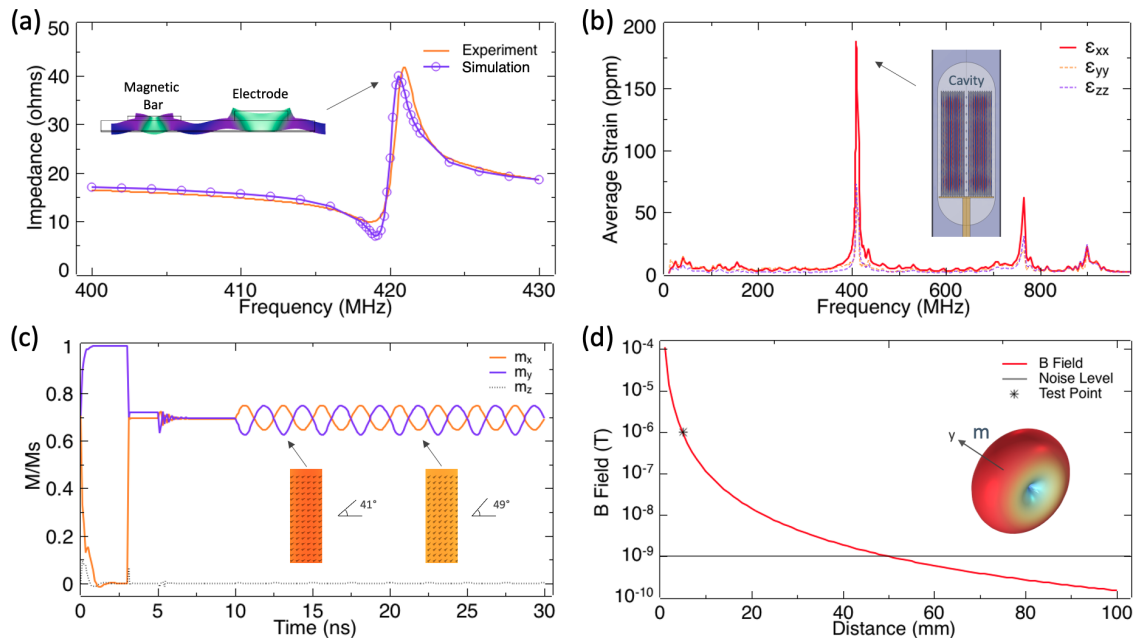 (a)
50
40
30
20
10
0
Impedance (ohms)
Magnetic
Bar
Electrode
Experiment
Simulation
400
410
420
430
Frequency (MHz)
(b)
200
150
100
50
0
Average Strain (ppm)
Cavity
εxx
εyy
εzz
0
200
400
600
800
Frequency (MHz)
(c)
1
0.8
0.6
0.4
0.2
0
M/Ms
mx
my
mz
41°
49°
0
5
10
15
20
25
30
Time (ns)
(d)
10-4
10-5
10-6
10-7
10-8
10-9
10-10
B Field (T)
B Field
Noise Level
Test Point
y
m
0
20
40
60
80
100
Distance (mm)